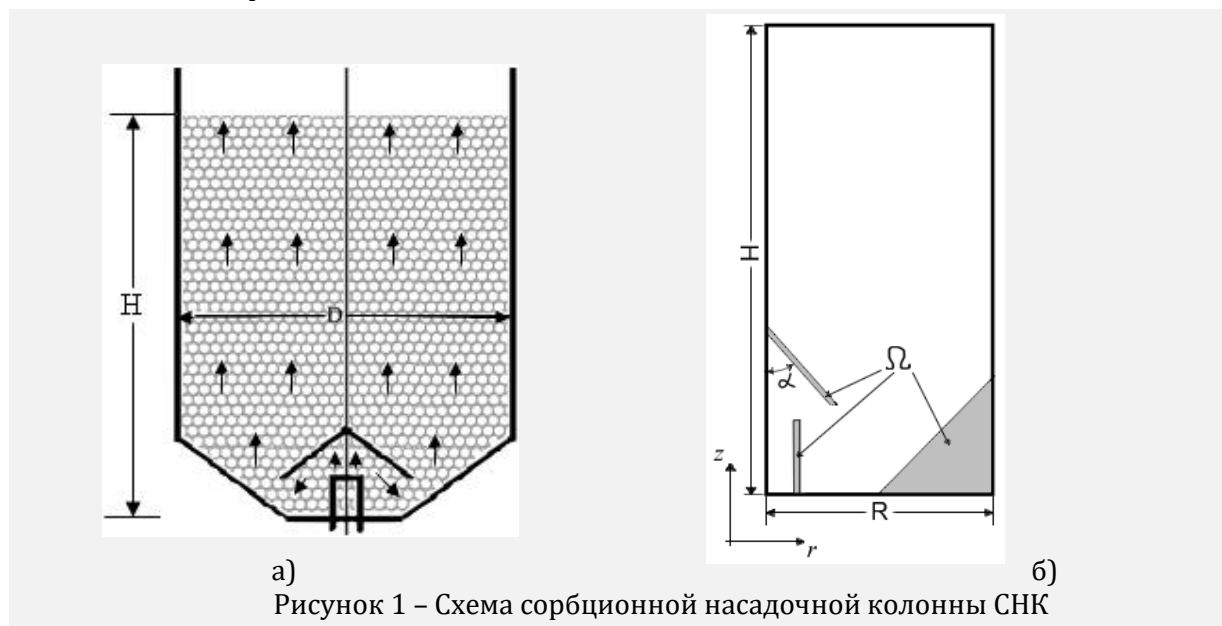 H
D
а)
H
α
Ω
z
r
R
б)
Рисунок 1 – Схема сорбционной насадочной колонны СНК